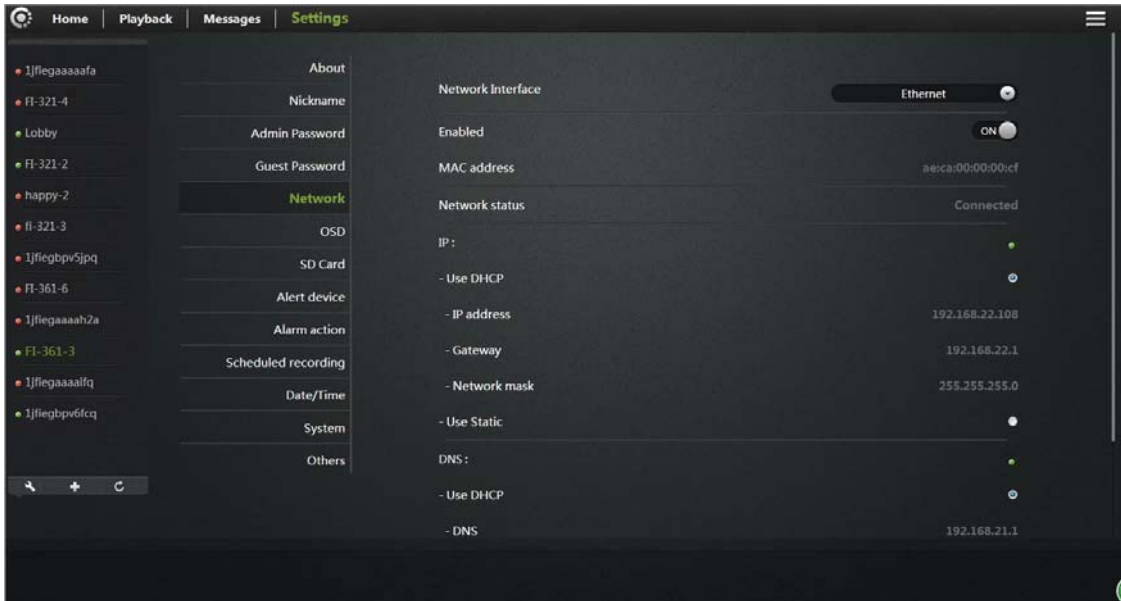 Home
Playback
Messages
Settings
1jflegaaaaafa
FI-321-4
Lobby
FI-321-2
happy-2
fi-321-3
1jfiegbpv5jpq
FI-361-6
1jfiegaaaah2a
FI-361-3
1jflegaaaalfq
1jfiegbpv6fcq
About
Nickname
Admin Password
Guest Password
Network
OSD
SD Card
Alert device
Alarm action
Scheduled recording
Date/Time
System
Others
Network Interface Ethernet
Enabled ON
MAC address ae:ca:00:00:00:cf
Network status Connected
IP :
- Use DHCP
- IP address 192.168.22.108
- Gateway 192.168.22.1
- Network mask 255.255.255.0
- Use Static
DNS :
- Use DHCP
- DNS 192.168.21.1